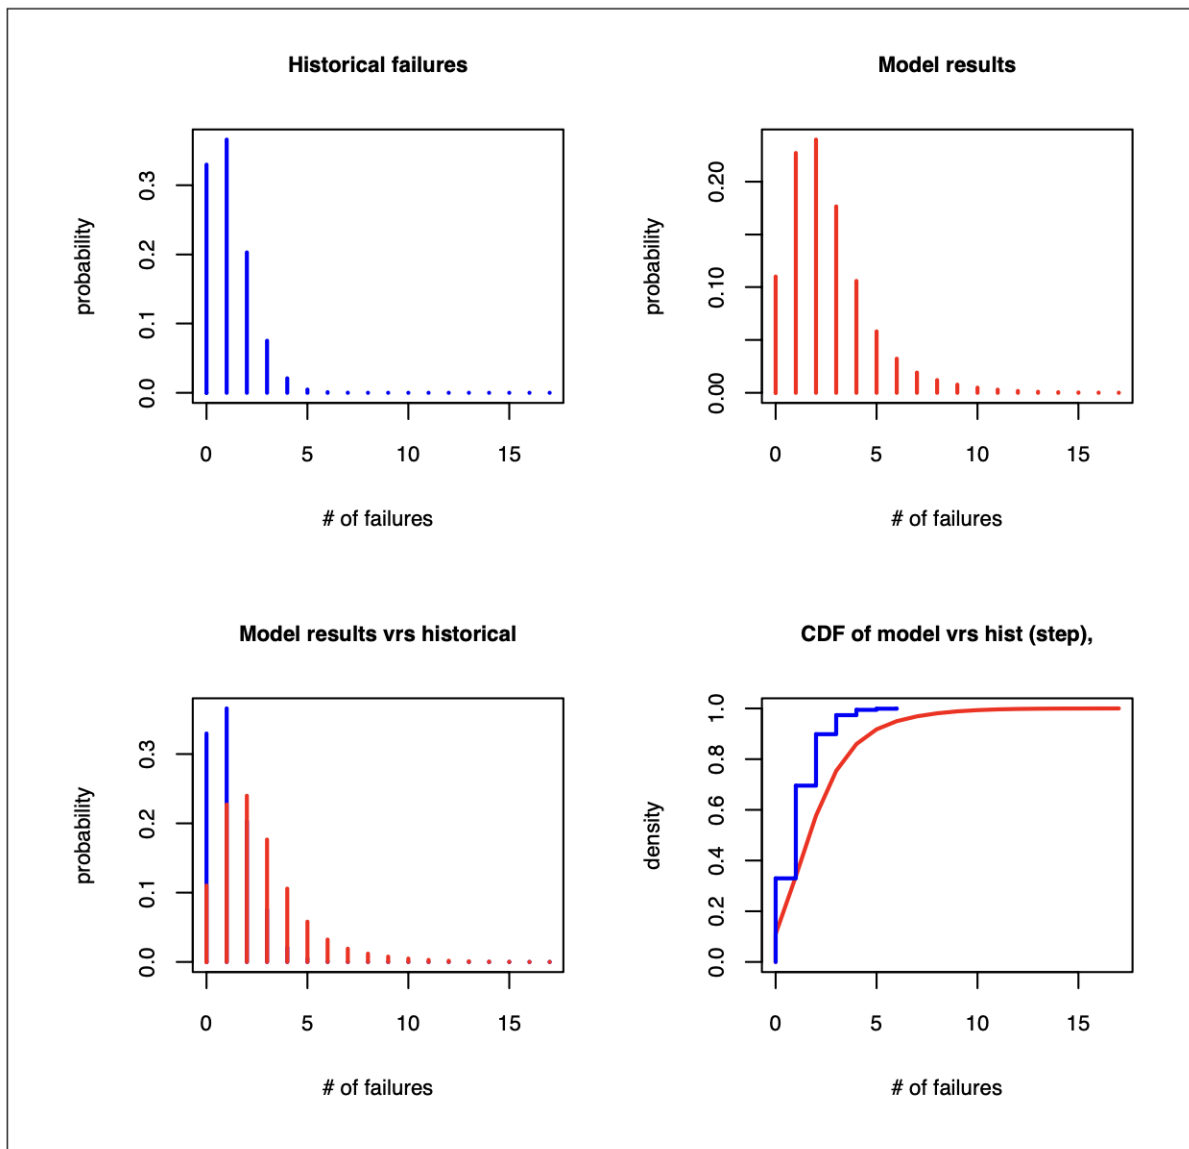 Historical failures
probability
0.0 0.1 0.2 0.3
0 5 10 15
# of failures
Model results
probability
0.00 0.10 0.20
0 5 10 15
# of failures
Model results vrs historical
probability
0.0 0.1 0.2 0.3
0 5 10 15
# of failures
CDF of model vrs hist (step),
density
0.0 0.2 0.4 0.6 0.8 1.0
0 5 10 15
# of failures